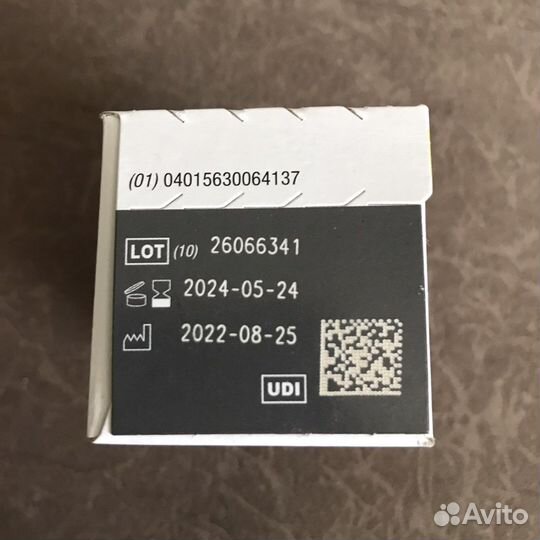 (01) 04015630064137
LOT (10) 26066341
2024-05-24
2022-08-25
UDI
Avito